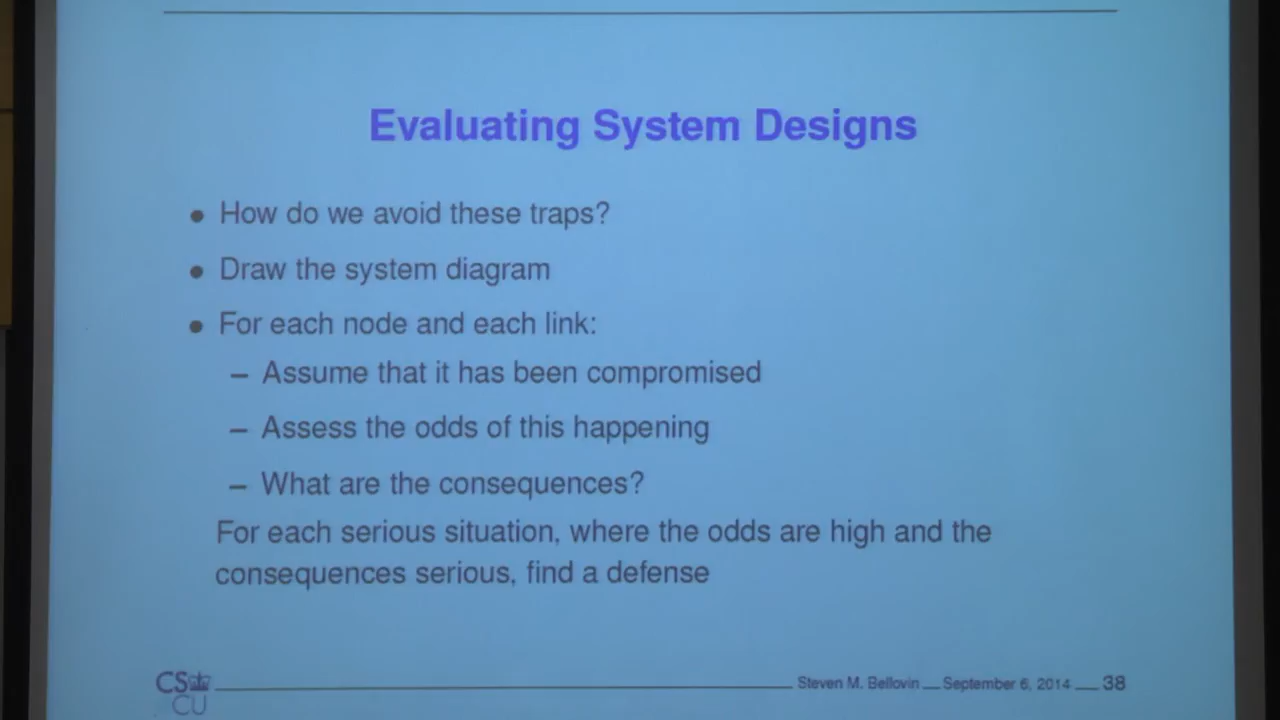 Evaluating System Designs
• How do we avoid these traps?
• Draw the system diagram
• For each node and each link:
– Assume that it has been compromised
– Assess the odds of this happening
– What are the consequences?
For each serious situation, where the odds are high and the
consequences serious, find a defense
CS
CU
Steven M. Bellovin __ September 6, 2014 __ 38